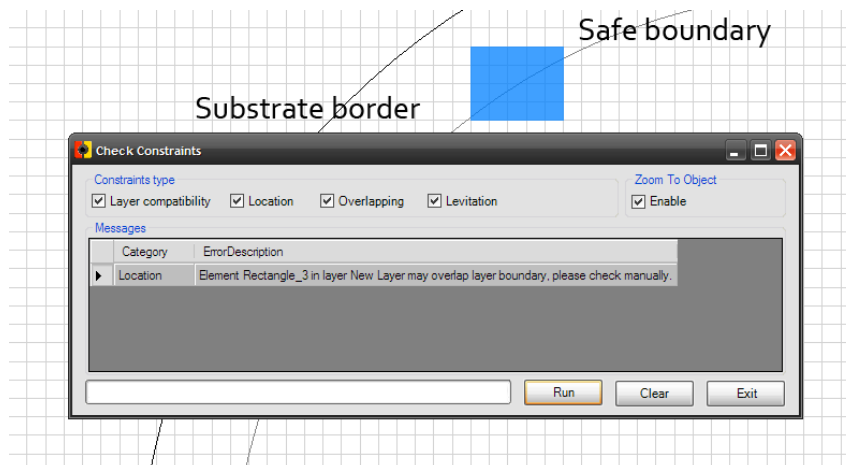 Safe boundary
Substrate border
Check Constraints
Constraints type
Zoom To Object
Layer compatibility Location Overlapping Levitation
Enable
Messages
Category ErrorDescription
Location Element Rectangle_3 in layer New Layer may overlap layer boundary, please check manually.
Run Clear Exit